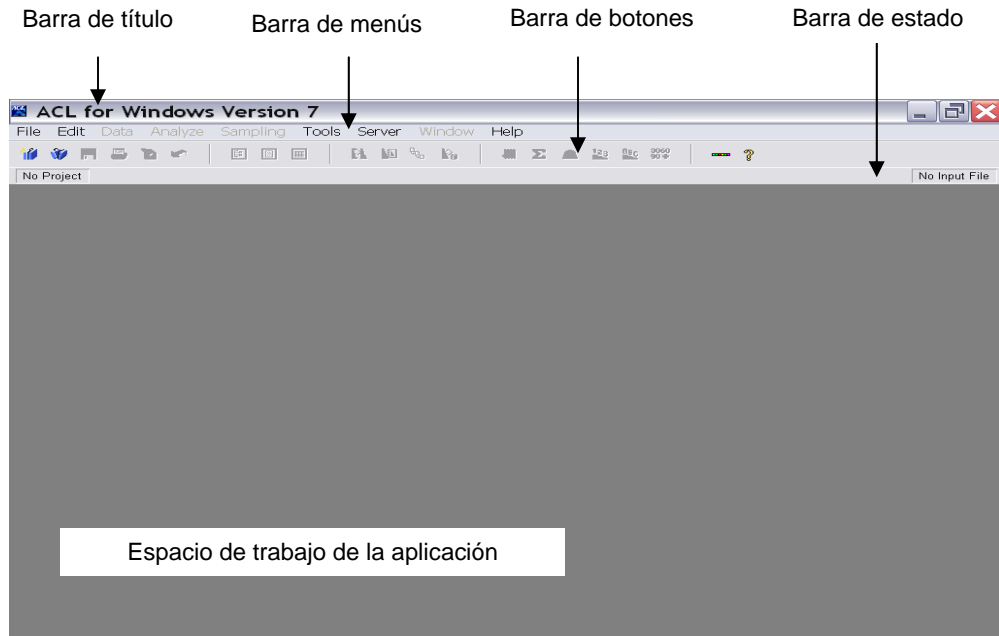 Barra de título
Barra de menús
Barra de botones
Barra de estado
ACL for Windows Version 7
File Edit Data Analyze Sampling Tools Server Window Help
No Project
No Input File
Espacio de trabajo de la aplicación